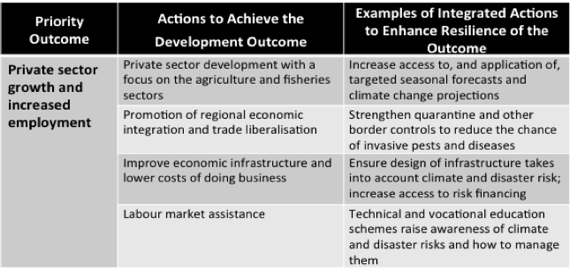 Priority
Outcome
Actions to Achieve the
Development Outcome
Examples of Integrated Actions
to Enhance Resilience of the
Outcome
Private sector
growth and
increased
employment
Private sector development with a
focus on the agriculture and fisheries
sectors
Increase access to, and application of,
targeted seasonal forecasts and
climate change projections
Promotion of regional economic
integration and trade liberalisation
Strengthen quarantine and other
border controls to reduce the chance
of invasive pests and diseases
Improve economic infrastructure and
lower costs of doing business
Ensure design of infrastructure takes
into account climate and disaster risk;
increase access to risk financing
Labour market assistance
Technical and vocational education
schemes raise awareness of climate
and disaster risks and how to manage
them